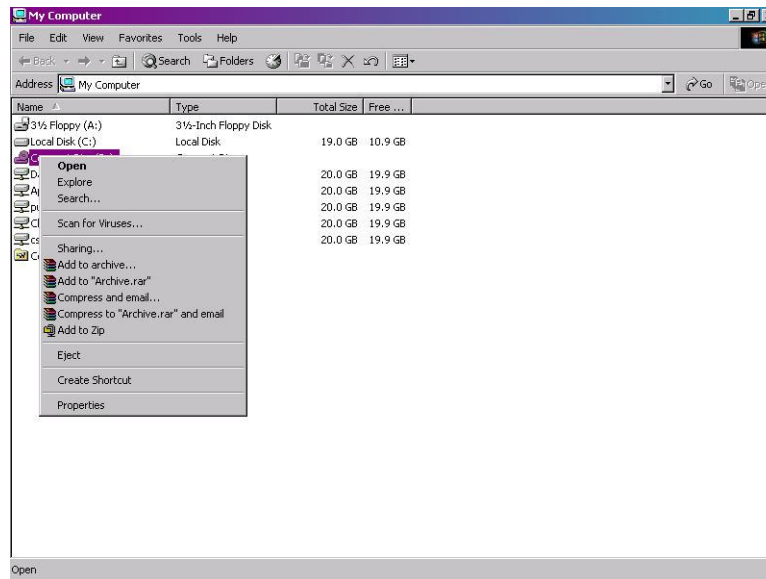 My Computer
File Edit View Favorites Tools Help
Back Search Folders
Address My Computer Go
Name Type Total Size Free ...
3½ Floppy (A:) 3½-Inch Floppy Disk
Local Disk (C:) Local Disk 19.0 GB 10.9 GB
20.0 GB 19.9 GB
20.0 GB 19.9 GB
20.0 GB 19.9 GB
20.0 GB 19.9 GB
20.0 GB 19.9 GB
Open
Explore
Search...
Scan for Viruses...
Sharing...
Add to archive...
Add to "Archive.rar"
Compress and email...
Compress to "Archive.rar" and email
Add to Zip
Eject
Create Shortcut
Properties
Open